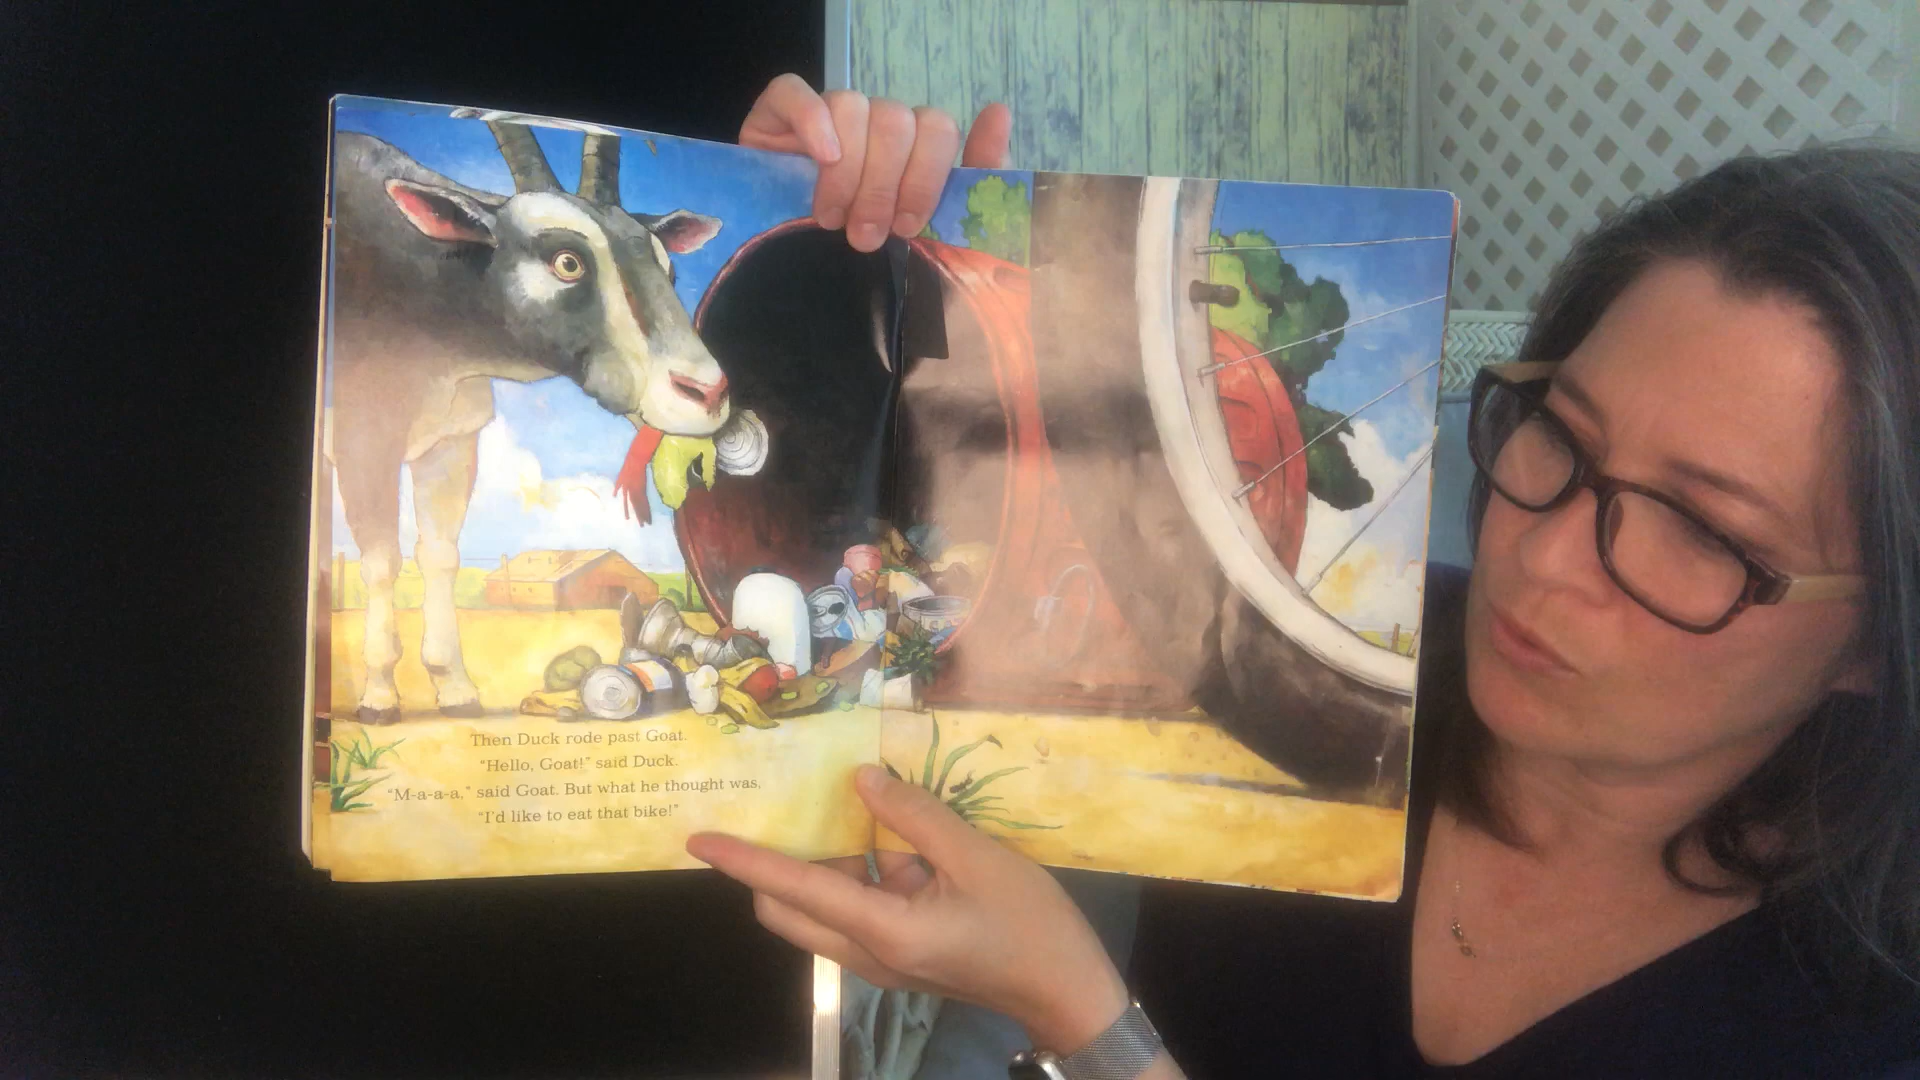 Then Duck rode past Goat.
“Hello, Goat!” said Duck.
“M-a-a-a,” said Goat. But what he thought was,
“I’d like to eat that bike!”